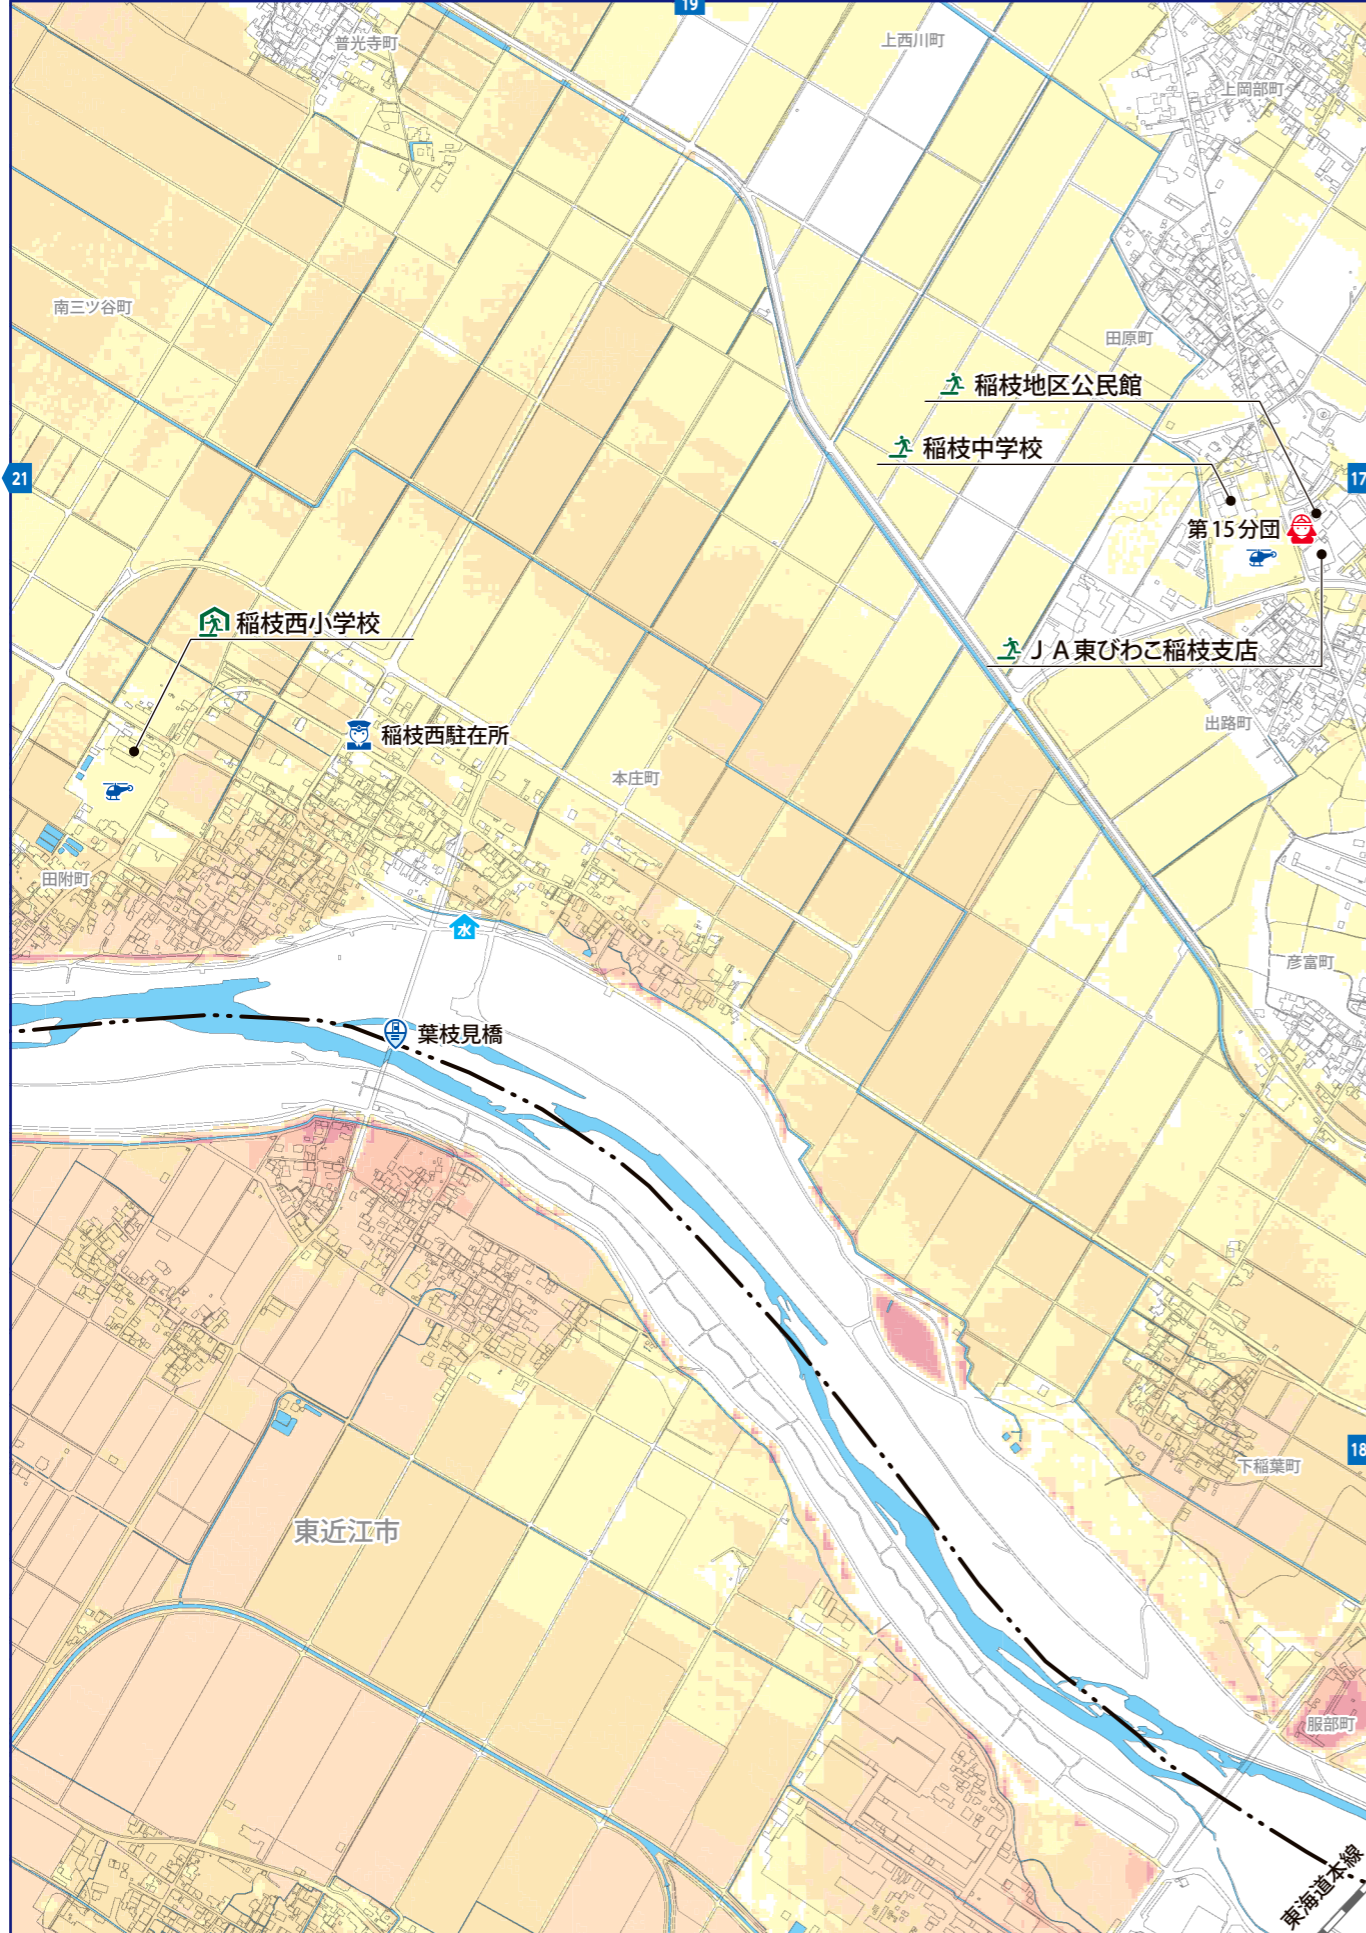 19
普光寺町
上西川町
上岡部町
南三ツ谷町
田原町
稲枝地区公民館
稲枝中学校
21
17
第15分団
稲枝西小学校
JA東びわこ稲枝支店
出路町
稲枝西駐在所
本庄町
田附町
水
彦富町
葉枝見橋
18
下稲葉町
東近江市
服部町
東海道本線